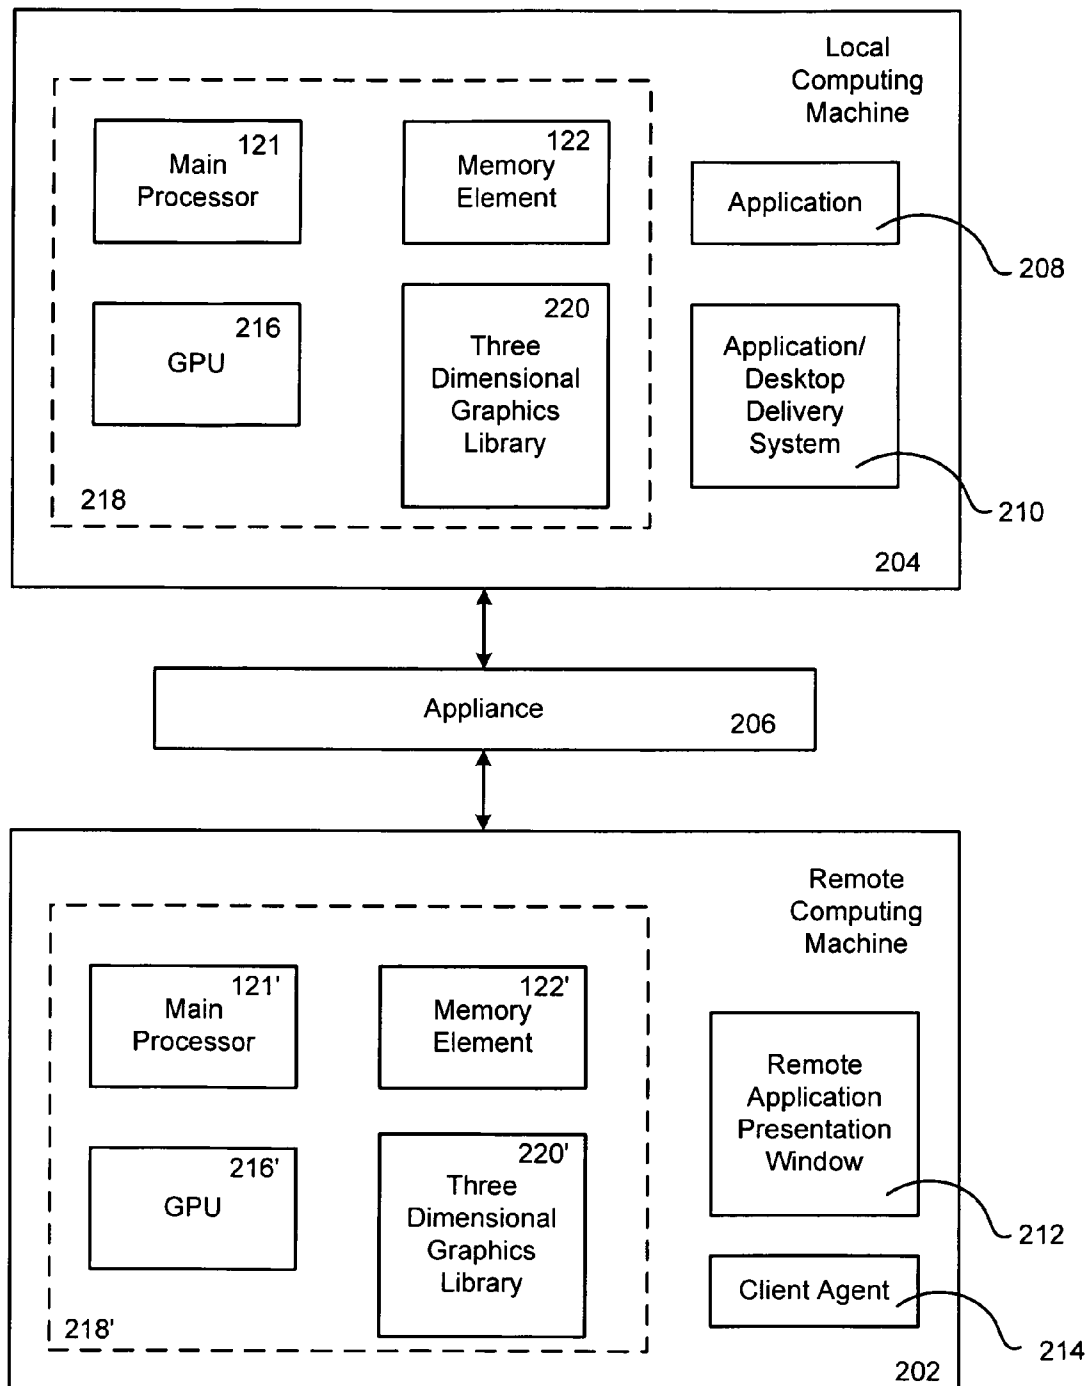 Local
Computing
Machine
121
Main
Processor
122
Memory
Element
Application
208
216
GPU
220
Three
Dimensional
Graphics
Library
Application/
Desktop
Delivery
System
210
218
204
Appliance
206
Remote
Computing
Machine
121'
Main
Processor
122'
Memory
Element
Remote
Application
Presentation
Window
212
216'
GPU
220'
Three
Dimensional
Graphics
Library
Client Agent
214
218'
202